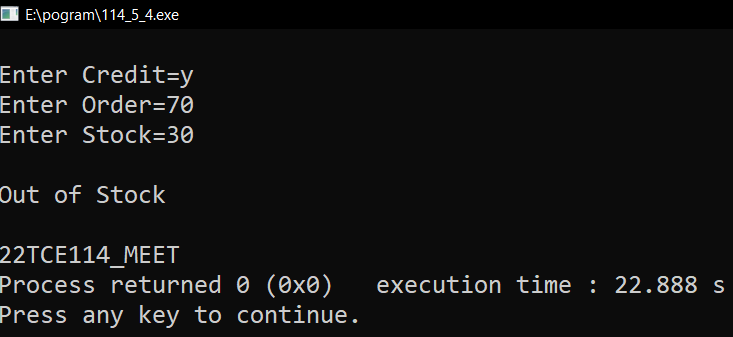 E:\pogram\114_5_4.exe
Enter Credit=y
Enter Order=70
Enter Stock=30
Out of Stock
22TCE114_MEET
Process returned 0 (0x0)   execution time : 22.888 s
Press any key to continue.